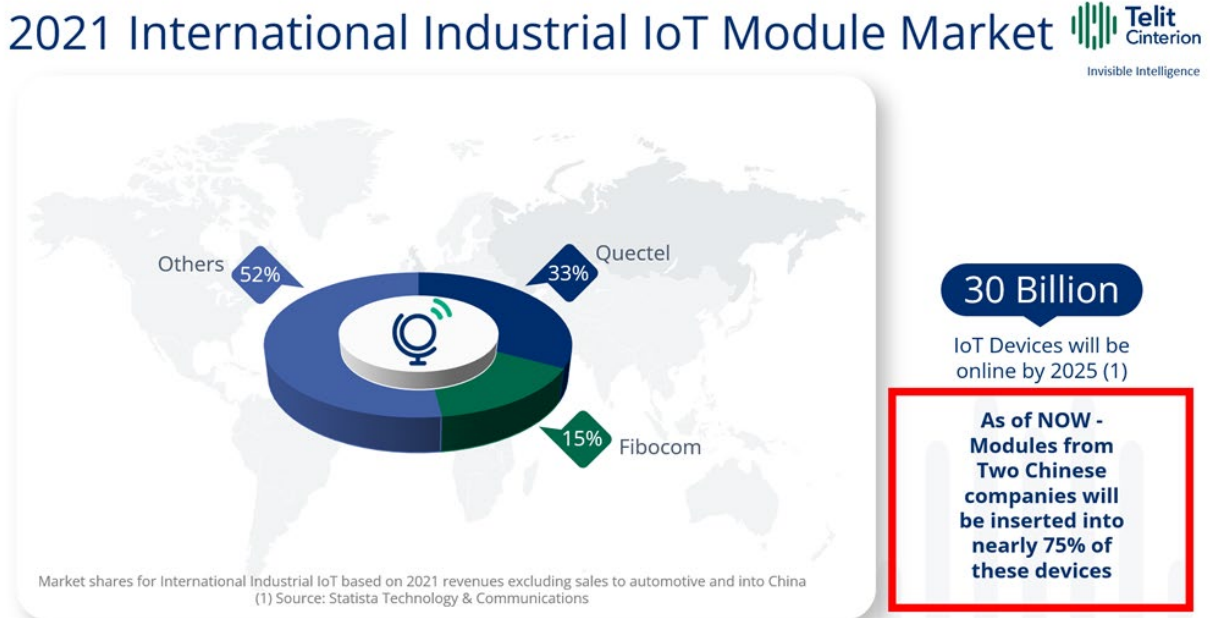 2021 International Industrial IoT Module Market
Telit
Cinterion
Invisible Intelligence
Others
52%
33%
Quectel
15%
Fibocom
Market shares for International Industrial IoT based on 2021 revenues excluding sales to automotive and into China
(1) Source: Statista Technology & Communications
30 Billion
IoT Devices will be
online by 2025 (1)
As of NOW -
Modules from
Two Chinese
companies will
be inserted into
nearly 75% of
these devices